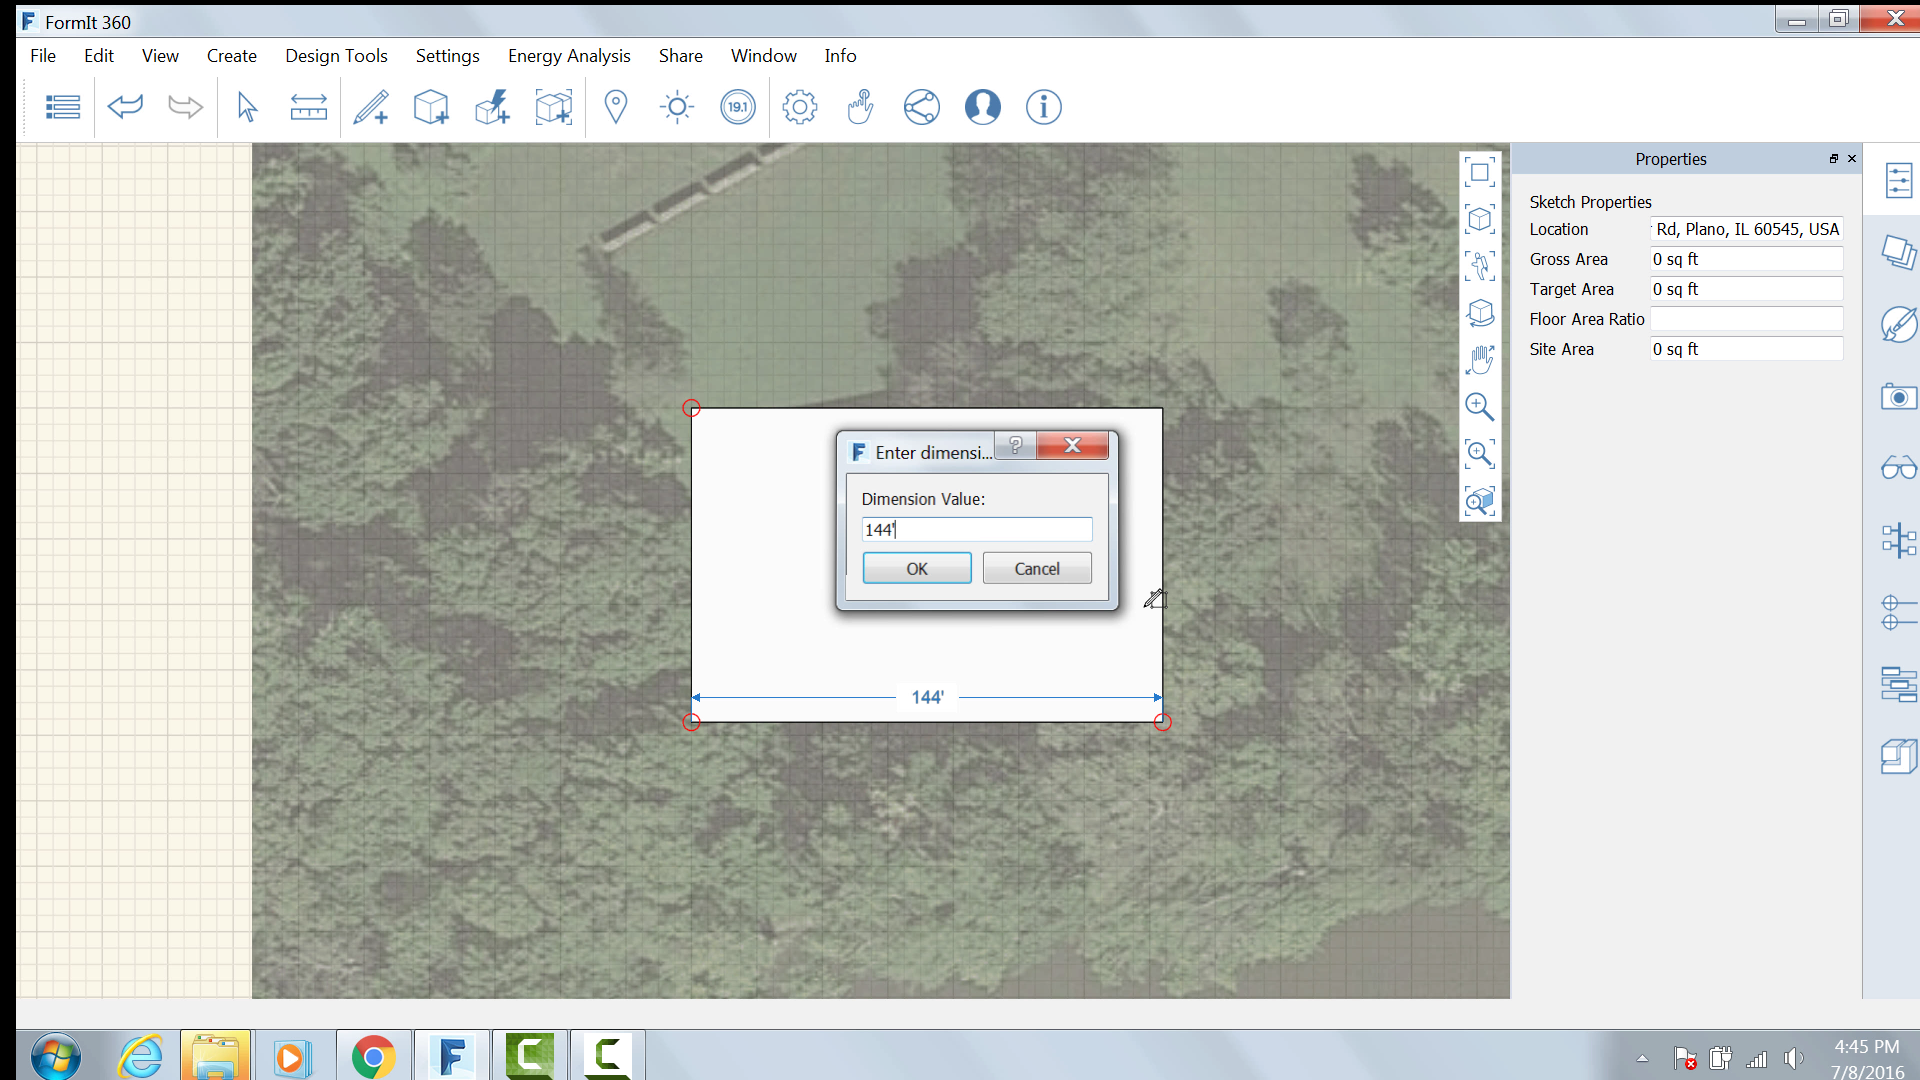 FormIt 360
File Edit View Create Design Tools Settings Energy Analysis Share Window Info
19.1
Properties
Sketch Properties
Location Rd, Plano, IL 60545, USA
Gross Area 0 sq ft
Target Area 0 sq ft
Floor Area Ratio
Site Area 0 sq ft
Enter dimensi...
Dimension Value:
144'
OK Cancel
144'
4:45 PM
7/8/2016